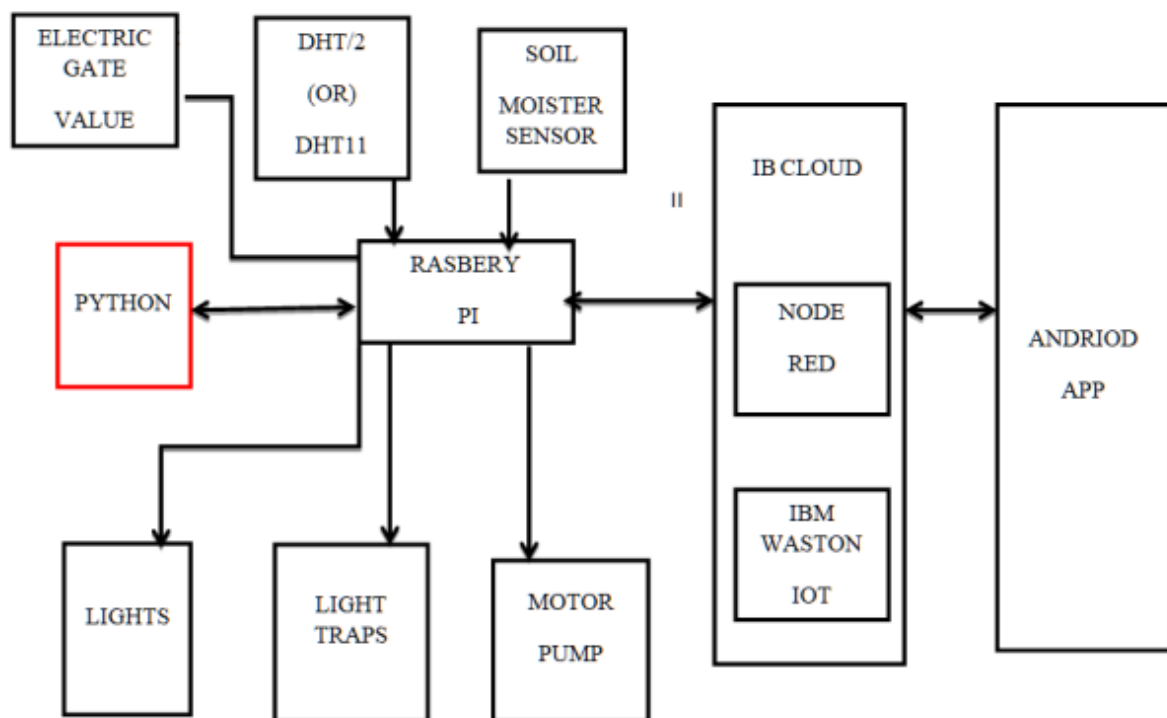 ELECTRIC
GATE
VALUE
DHT/2
(OR)
DHT11
SOIL
MOISTER
SENSOR
IB CLOUD
II
PYTHON
RASBERY
PI
NODE
RED
ANDRIOD
APP
IBM
WASTON
IOT
LIGHTS
LIGHT
TRAPS
MOTOR
PUMP